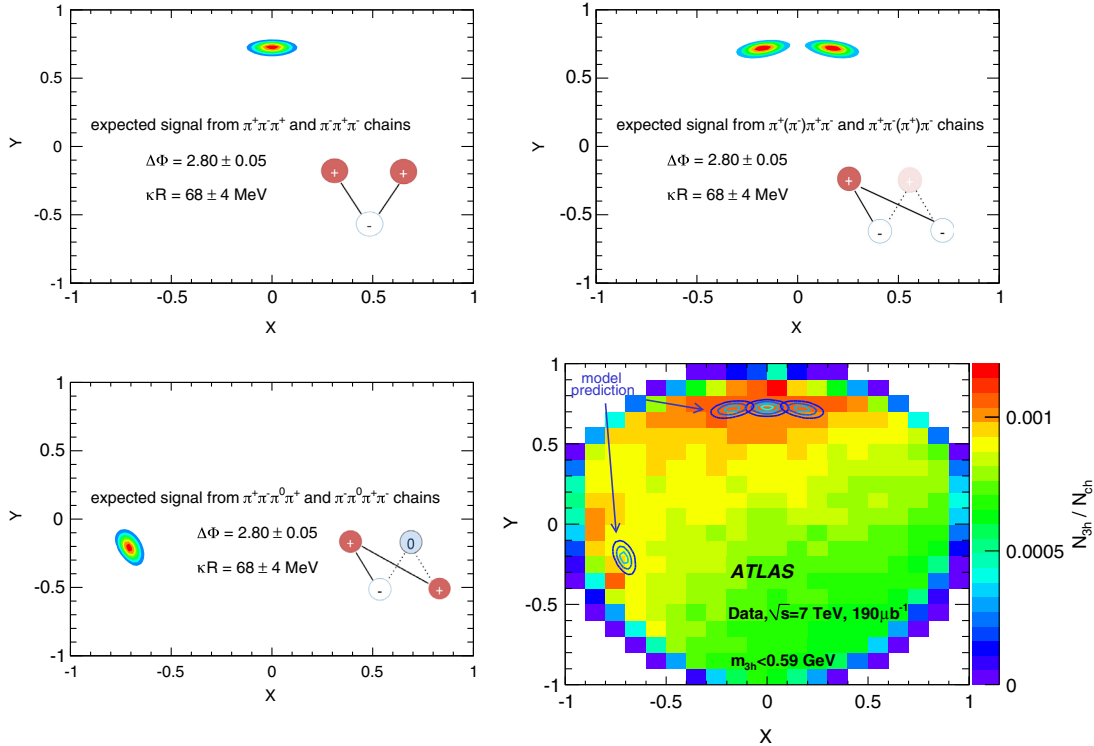 1
0.5
0
-0.5
-1
Y
expected signal from π⁺π⁻π⁺ and π⁻π⁺π⁻ chains
ΔΦ = 2.80 ± 0.05
κR = 68 ± 4 MeV
+
+
-
-1
-0.5
0
0.5
1
X
1
0.5
0
-0.5
-1
Y
expected signal from π⁺(π⁻)π⁺π⁻ and π⁺π⁻(π⁺)π⁻ chains
ΔΦ = 2.80 ± 0.05
κR = 68 ± 4 MeV
+
+
-
-
-1
-0.5
0
0.5
1
X
1
0.5
0
-0.5
-1
Y
expected signal from π⁺π⁻π⁰π⁺ and π⁻π⁰π⁺π⁻ chains
ΔΦ = 2.80 ± 0.05
κR = 68 ± 4 MeV
+
0
-
+
-1
-0.5
0
0.5
1
X
1
0.5
0
-0.5
-1
Y
model
prediction
ATLAS
Data,√s=7 TeV, 190μb⁻¹
m₃ₕ<0.59 GeV
-1
-0.5
0
0.5
1
X
0.001
0.0005
0
N₃ₕ / N_ch